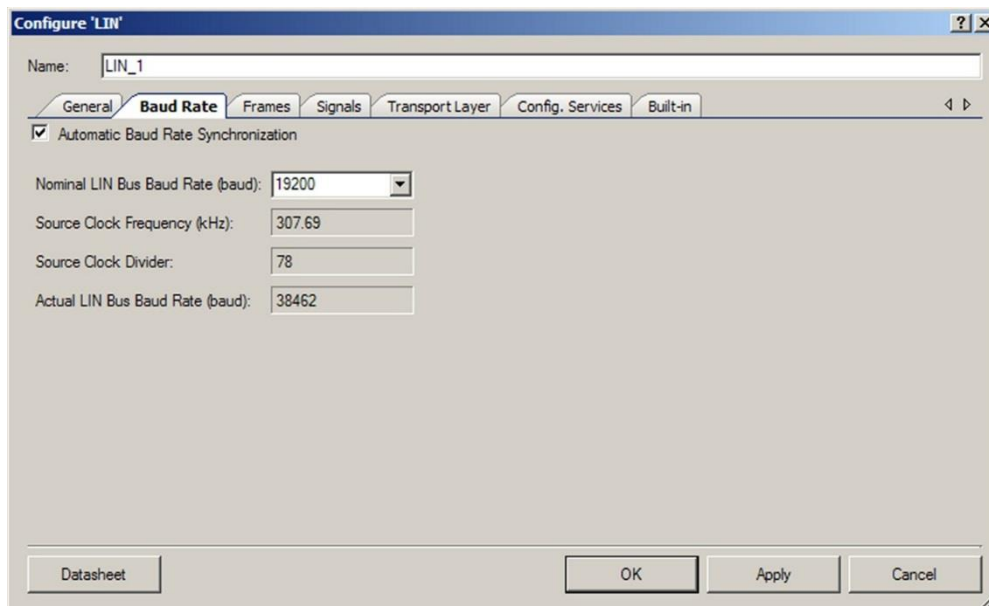 Configure 'LIN'
Name: LIN_1
General Baud Rate Frames Signals Transport Layer Config. Services Built-in
Automatic Baud Rate Synchronization
Nominal LIN Bus Baud Rate (baud): 19200
Source Clock Frequency (kHz): 307.69
Source Clock Divider: 78
Actual LIN Bus Baud Rate (baud): 38462
Datasheet OK Apply Cancel